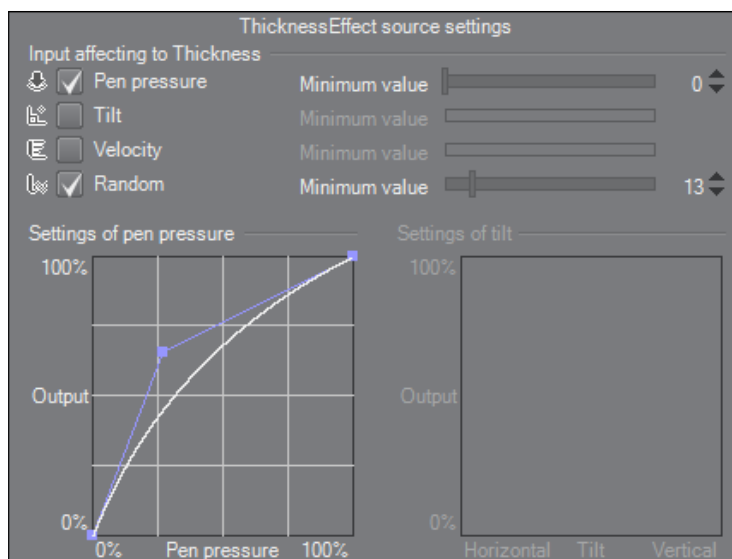 ThicknessEffect source settings
Input affecting to Thickness
Pen pressure Minimum value 0
Tilt Minimum value
Velocity Minimum value
Random Minimum value 13
Settings of pen pressure Settings of tilt
100% 100%
Output Output
0% 0%
0% Pen pressure 100% Horizontal Tilt Vertical